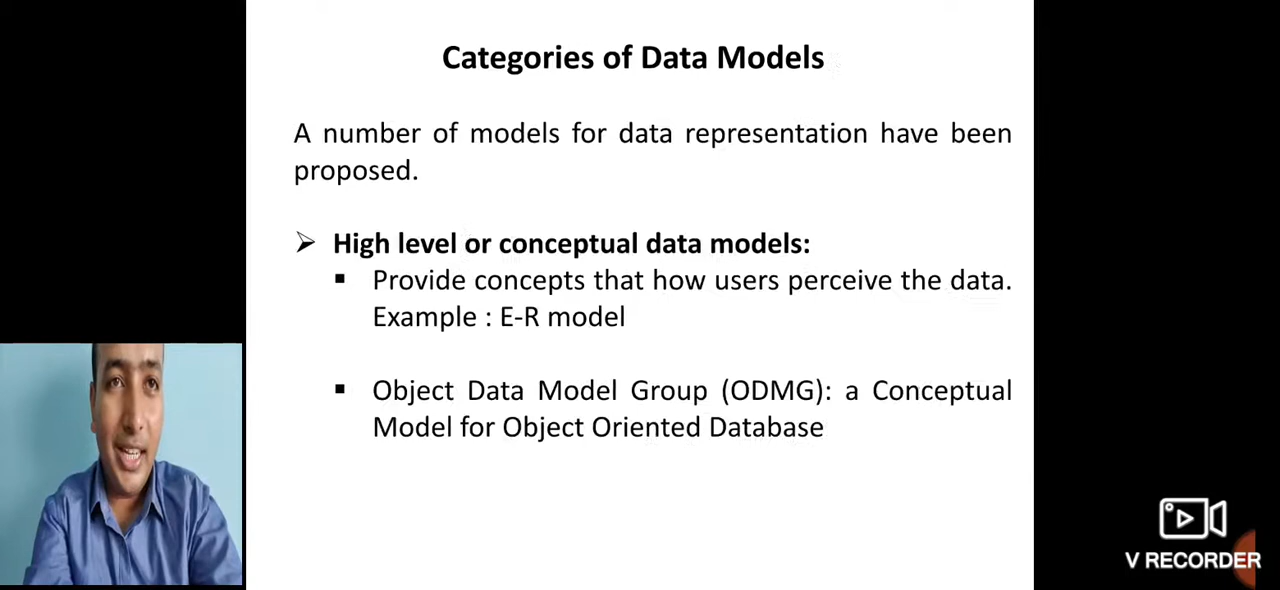 Categories of Data Models
A number of models for data representation have been
proposed.
High level or conceptual data models:
Provide concepts that how users perceive the data.
Example : E-R model
Object Data Model Group (ODMG): a Conceptual
Model for Object Oriented Database
V RECORDER